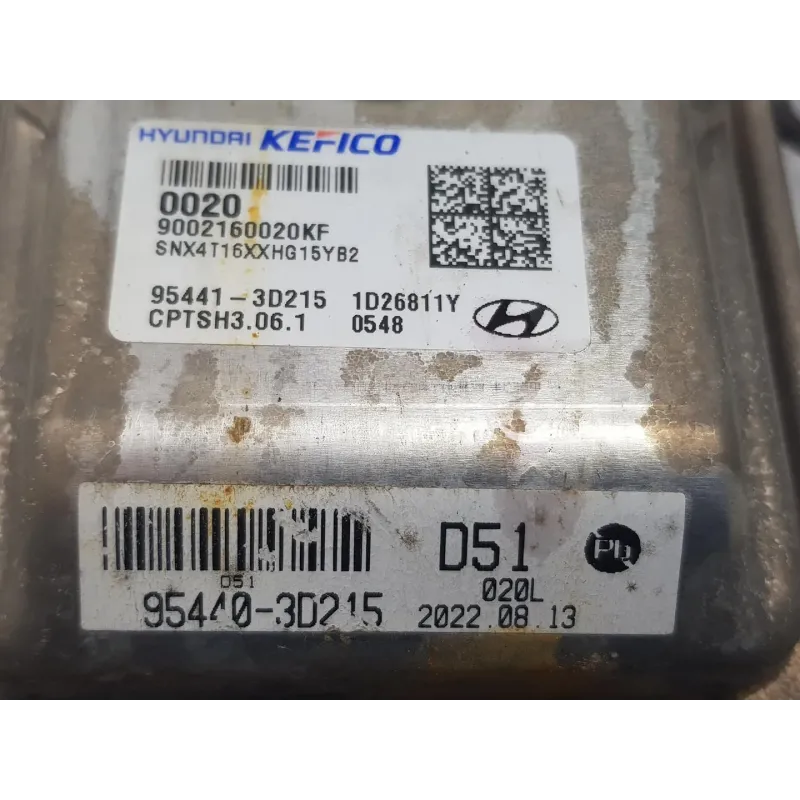 HYUNDAI KEFICO
0020
9002160020KF
SNX4T16XXHG15YB2
95441-3D215 1D26811Y
CPTSH3.06.1 0548
D51
020L
D51
95440-3D215 2022.08.13
Pb